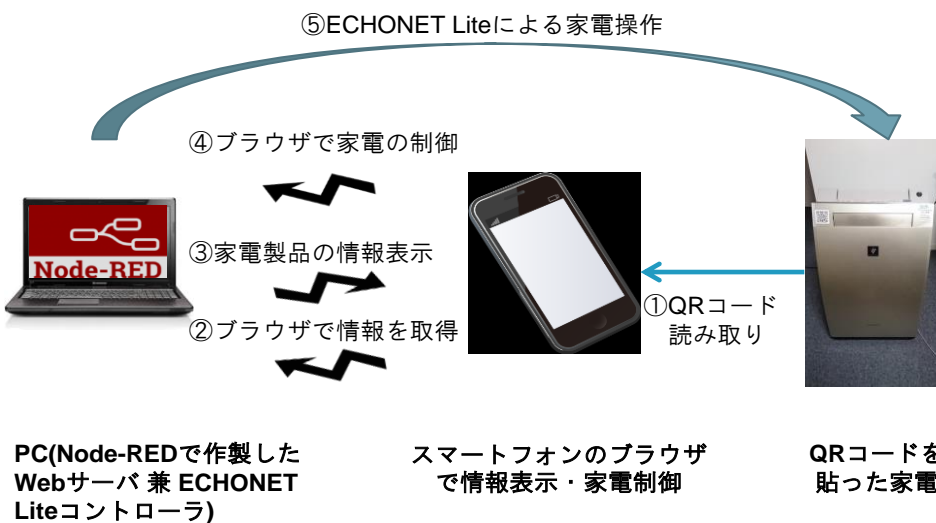 ⑤ECHONET Liteによる家電操作
④ブラウザで家電の制御
Node-RED
③家電製品の情報表示
②ブラウザで情報を取得
①QRコード
読み取り
PC(Node-REDで作製した
Webサーバ 兼 ECHONET
Liteコントローラ)
スマートフォンのブラウザ
で情報表示・家電制御
QRコードを
貼った家電